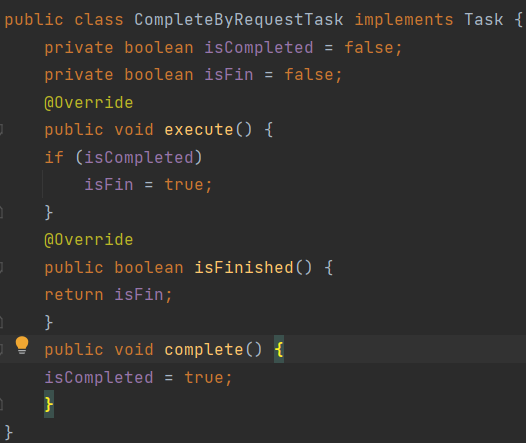 public class CompleteByRequestTask implements Task {
    private boolean isCompleted = false;
    private boolean isFin = false;
    @Override
    public void execute() {
    if (isCompleted)
        isFin = true;
    }
    @Override
    public boolean isFinished() {
    return isFin;
    }
    public void complete() {
    isCompleted = true;
    }
}